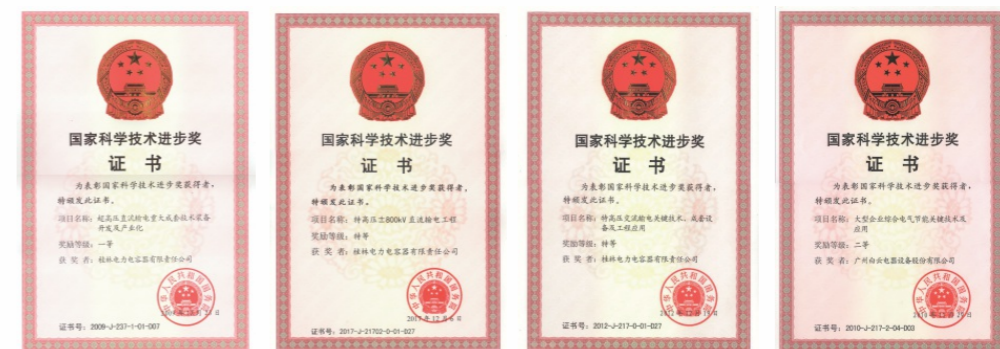 国家科学技术进步奖
证 书
为表彰国家科学技术进步奖获得者，
特颁发此证书。
项目名称：超高压直流输电重大成套技术装备
开发及产业化
奖励等级：一等
获 奖 者：桂林电力电容器有限责任公司
证书号：2009-J-237-1-01-007
国家科学技术进步奖
证 书
为表彰国家科学技术进步奖获得者，
特颁发此证书。
项目名称：特高压±800kV直流输电工程
奖励等级：特等
获 奖 者：桂林电力电容器有限责任公司
2017年12月6日
证书号：2017-J-21702-0-01-027
国家科学技术进步奖
证 书
为表彰国家科学技术进步奖获得者，
特颁发此证书。
项目名称：特高压交流输电关键技术、成套设
备及工程应用
奖励等级：特等
获 奖 者：桂林电力电容器有限责任公司
证书号：2012-J-217-0-01-027
国家科学技术进步奖
证 书
为表彰国家科学技术进步奖获得者，
特颁发此证书。
项目名称：大型企业综合电气节能关键技术及
应用
奖励等级：二等
获 奖 者：广州白云电器设备股份有限公司
证书号：2010-J-217-2-04-003